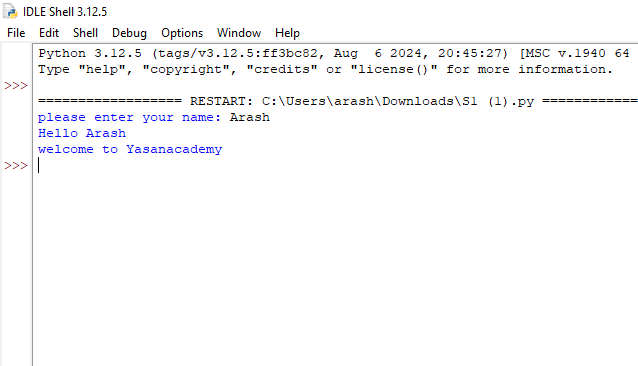 IDLE Shell 3.12.5
File Edit Shell Debug Options Window Help
Python 3.12.5 (tags/v3.12.5:ff3bc82, Aug  6 2024, 20:45:27) [MSC v.1940 64
Type "help", "copyright", "credits" or "license()" for more information.
>>>
================== RESTART: C:\Users\arash\Downloads\S1 (1).py ============
please enter your name: Arash
Hello Arash
welcome to Yasanacademy
>>>